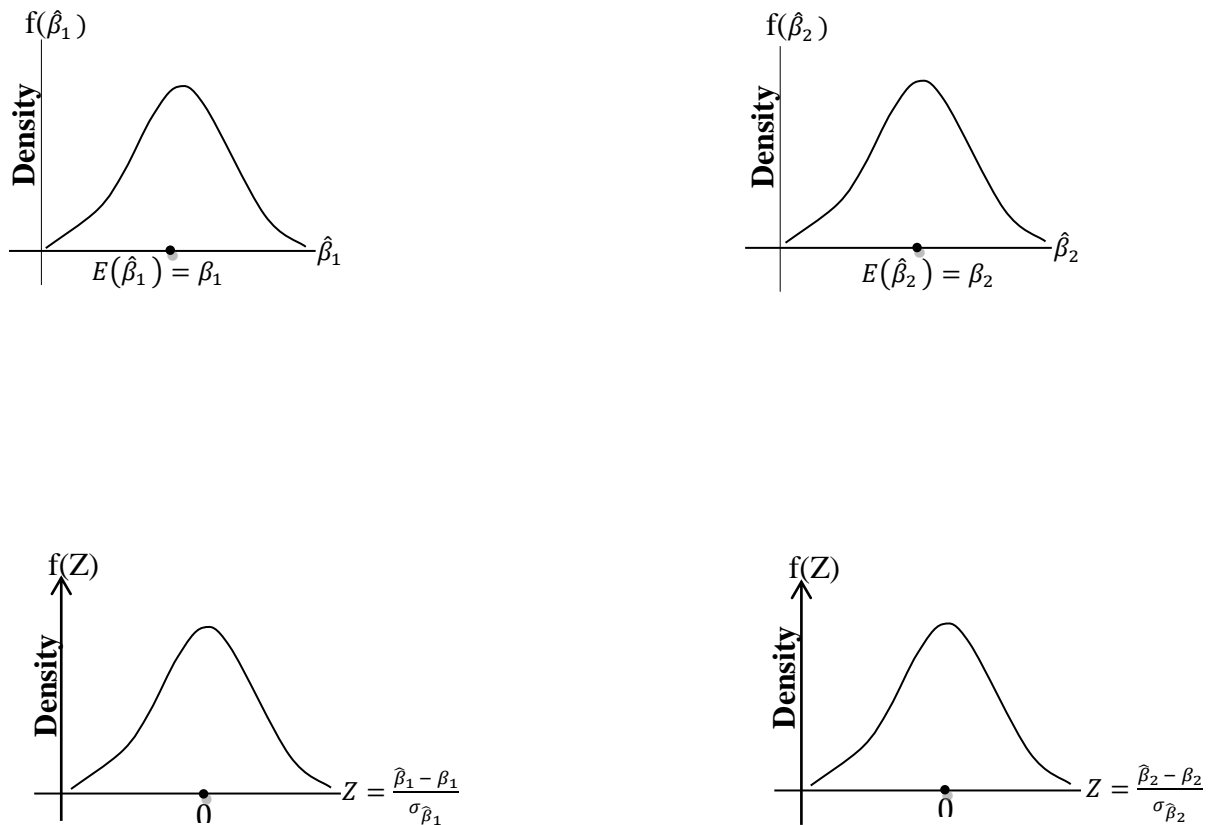 f(β̂₁)
Density
β̂₁
E(β̂₁) = β₁
f(β̂₂)
Density
β̂₂
E(β̂₂) = β₂
f(Z)
Density
0
Z = (β̂₁ − β₁) / σ_β̂₁
f(Z)
Density
0
Z = (β̂₂ − β₂) / σ_β̂₂